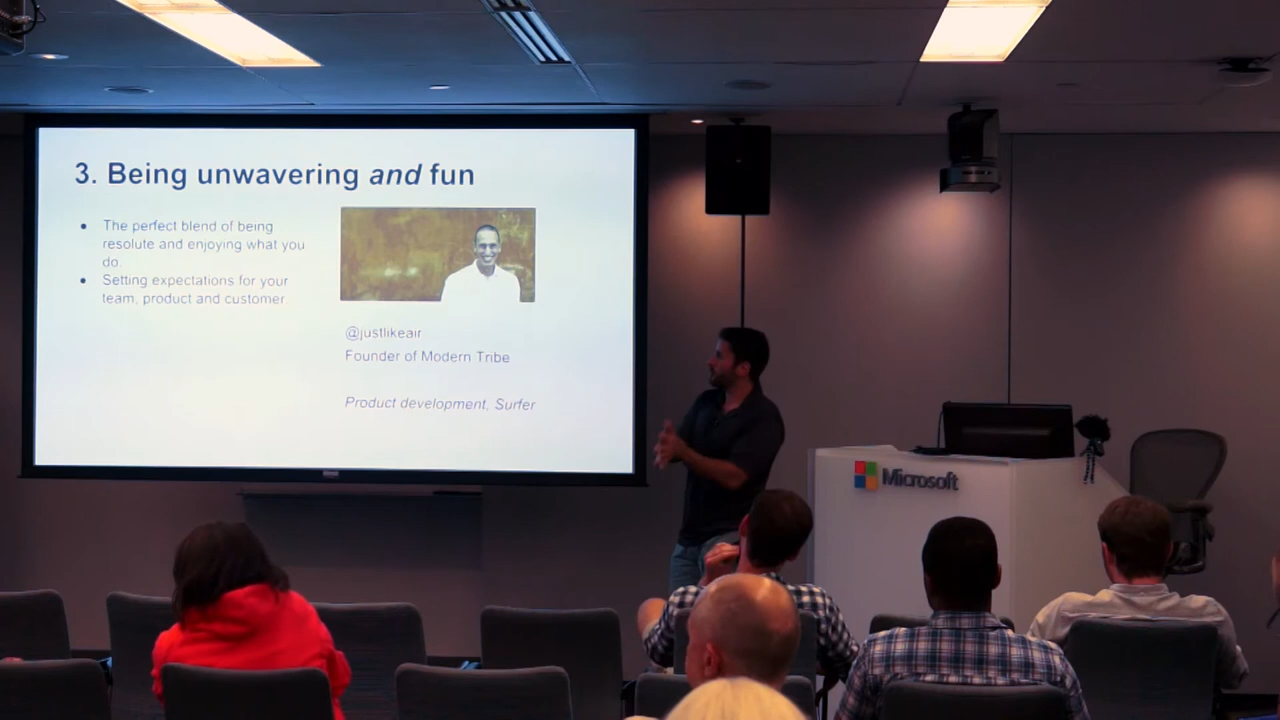 3. Being unwavering and fun
● The perfect blend of being
resolute and enjoying what you
do.
● Setting expectations for your
team, product and customer
@justlikeair
Founder of Modern Tribe
Product development, Surfer
Microsoft